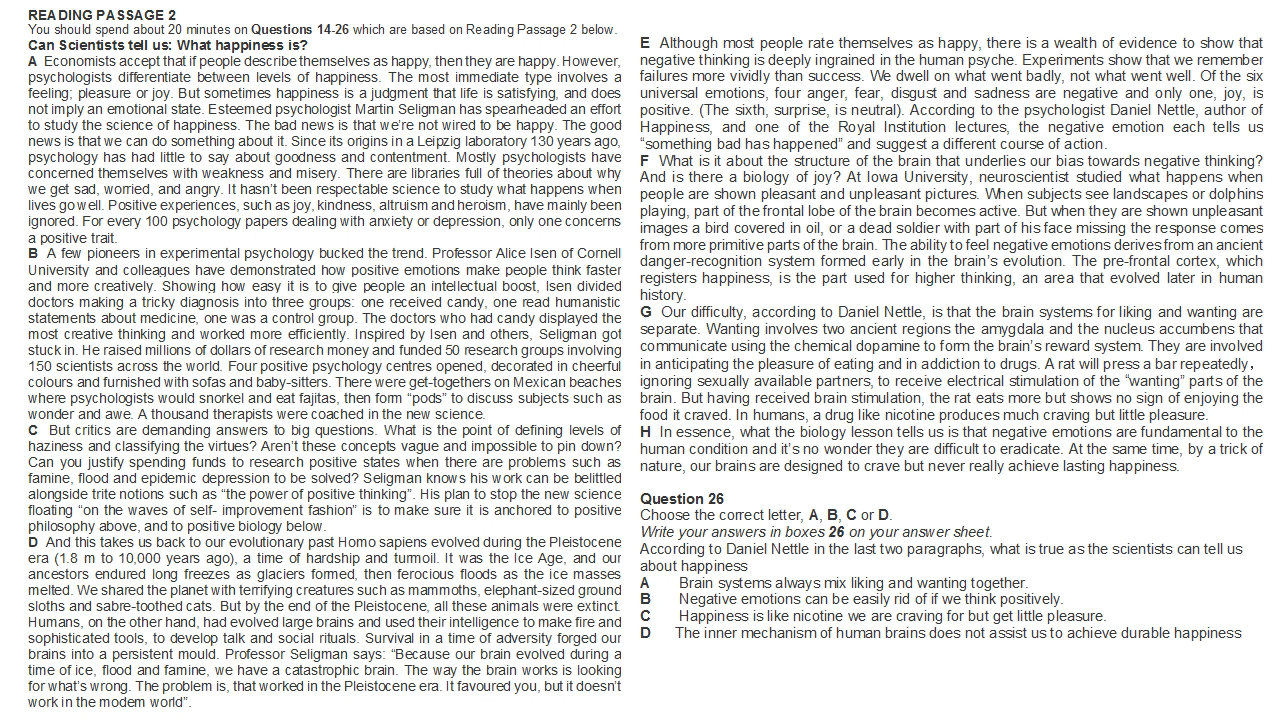 READING PASSAGE 2
You should spend about 20 minutes on Questions 14-26 which are based on Reading Passage 2 below.
Can Scientists tell us: What happiness is?
A Economists accept that if people describe themselves as happy, then they are happy. However,
psychologists differentiate between levels of happiness. The most immediate type involves a
feeling; pleasure or joy. But sometimes happiness is a judgment that life is satisfying, and does
not imply an emotional state. Esteemed psychologist Martin Seligman has spearheaded an effort
to study the science of happiness. The bad news is that we're not wired to be happy. The good
news is that we can do something about it. Since its origins in a Leipzig laboratory 130 years ago,
psychology has had little to say about goodness and contentment. Mostly psychologists have
concerned themselves with weakness and misery. There are libraries full of theories about why
we get sad, worried, and angry. It hasn't been respectable science to study what happens when
lives go well. Positive experiences, such as joy, kindness, altruism and heroism, have mainly been
ignored. For every 100 psychology papers dealing with anxiety or depression, only one concerns
a positive trait.
B A few pioneers in experimental psychology bucked the trend. Professor Alice Isen of Cornell
University and colleagues have demonstrated how positive emotions make people think faster
and more creatively. Showing how easy it is to give people an intellectual boost, Isen divided
doctors making a tricky diagnosis into three groups: one received candy, one read humanistic
statements about medicine, one was a control group. The doctors who had candy displayed the
most creative thinking and worked more efficiently. Inspired by Isen and others, Seligman got
stuck in. He raised millions of dollars of research money and funded 50 research groups involving
150 scientists across the world. Four positive psychology centres opened, decorated in cheerful
colours and furnished with sofas and baby-sitters. There were get-togethers on Mexican beaches
where psychologists would snorkel and eat fajitas, then form "pods" to discuss subjects such as
wonder and awe. A thousand therapists were coached in the new science.
C But critics are demanding answers to big questions. What is the point of defining levels of
haziness and classifying the virtues? Aren't these concepts vague and impossible to pin down?
Can you justify spending funds to research positive states when there are problems such as
famine, flood and epidemic depression to be solved? Seligman knows his work can be belittled
alongside trite notions such as "the power of positive thinking". His plan to stop the new science
floating "on the waves of self- improvement fashion" is to make sure it is anchored to positive
philosophy above, and to positive biology below.
D And this takes us back to our evolutionary past Homo sapiens evolved during the Pleistocene
era (1.8 m to 10,000 years ago), a time of hardship and turmoil. It was the Ice Age, and our
ancestors endured long freezes as glaciers formed, then ferocious floods as the ice masses
melted. We shared the planet with terrifying creatures such as mammoths, elephant-sized ground
sloths and sabre-toothed cats. But by the end of the Pleistocene, all these animals were extinct.
Humans, on the other hand, had evolved large brains and used their intelligence to make fire and
sophisticated tools, to develop talk and social rituals. Survival in a time of adversity forged our
brains into a persistent mould. Professor Seligman says: "Because our brain evolved during a
time of ice, flood and famine, we have a catastrophic brain. The way the brain works is looking
for what's wrong. The problem is, that worked in the Pleistocene era. It favoured you, but it doesn't
work in the modem world".
E Although most people rate themselves as happy, there is a wealth of evidence to show that
negative thinking is deeply ingrained in the human psyche. Experiments show that we remember
failures more vividly than success. We dwell on what went badly, not what went well. Of the six
universal emotions, four anger, fear, disgust and sadness are negative and only one, joy, is
positive. (The sixth, surprise, is neutral). According to the psychologist Daniel Nettle, author of
Happiness, and one of the Royal Institution lectures, the negative emotion each tells us
"something bad has happened" and suggest a different course of action.
F What is it about the structure of the brain that underlies our bias towards negative thinking?
And is there a biology of joy? At Iowa University, neuroscientist studied what happens when
people are shown pleasant and unpleasant pictures. When subjects see landscapes or dolphins
playing, part of the frontal lobe of the brain becomes active. But when they are shown unpleasant
images a bird covered in oil, or a dead soldier with part of his face missing the response comes
from more primitive parts of the brain. The ability to feel negative emotions derives from an ancient
danger-recognition system formed early in the brain's evolution. The pre-frontal cortex, which
registers happiness, is the part used for higher thinking, an area that evolved later in human
history.
G Our difficulty, according to Daniel Nettle, is that the brain systems for liking and wanting are
separate. Wanting involves two ancient regions the amygdala and the nucleus accumbens that
communicate using the chemical dopamine to form the brain's reward system. They are involved
in anticipating the pleasure of eating and in addiction to drugs. A rat will press a bar repeatedly，
ignoring sexually available partners, to receive electrical stimulation of the "wanting" parts of the
brain. But having received brain stimulation, the rat eats more but shows no sign of enjoying the
food it craved. In humans, a drug like nicotine produces much craving but little pleasure.
H In essence, what the biology lesson tells us is that negative emotions are fundamental to the
human condition and it's no wonder they are difficult to eradicate. At the same time, by a trick of
nature, our brains are designed to crave but never really achieve lasting happiness.
Question 26
Choose the correct letter, A, B, C or D.
Write your answers in boxes 26 on your answer sheet.
According to Daniel Nettle in the last two paragraphs, what is true as the scientists can tell us
about happiness
A Brain systems always mix liking and wanting together.
B Negative emotions can be easily rid of if we think positively.
C Happiness is like nicotine we are craving for but get little pleasure.
D The inner mechanism of human brains does not assist us to achieve durable happiness